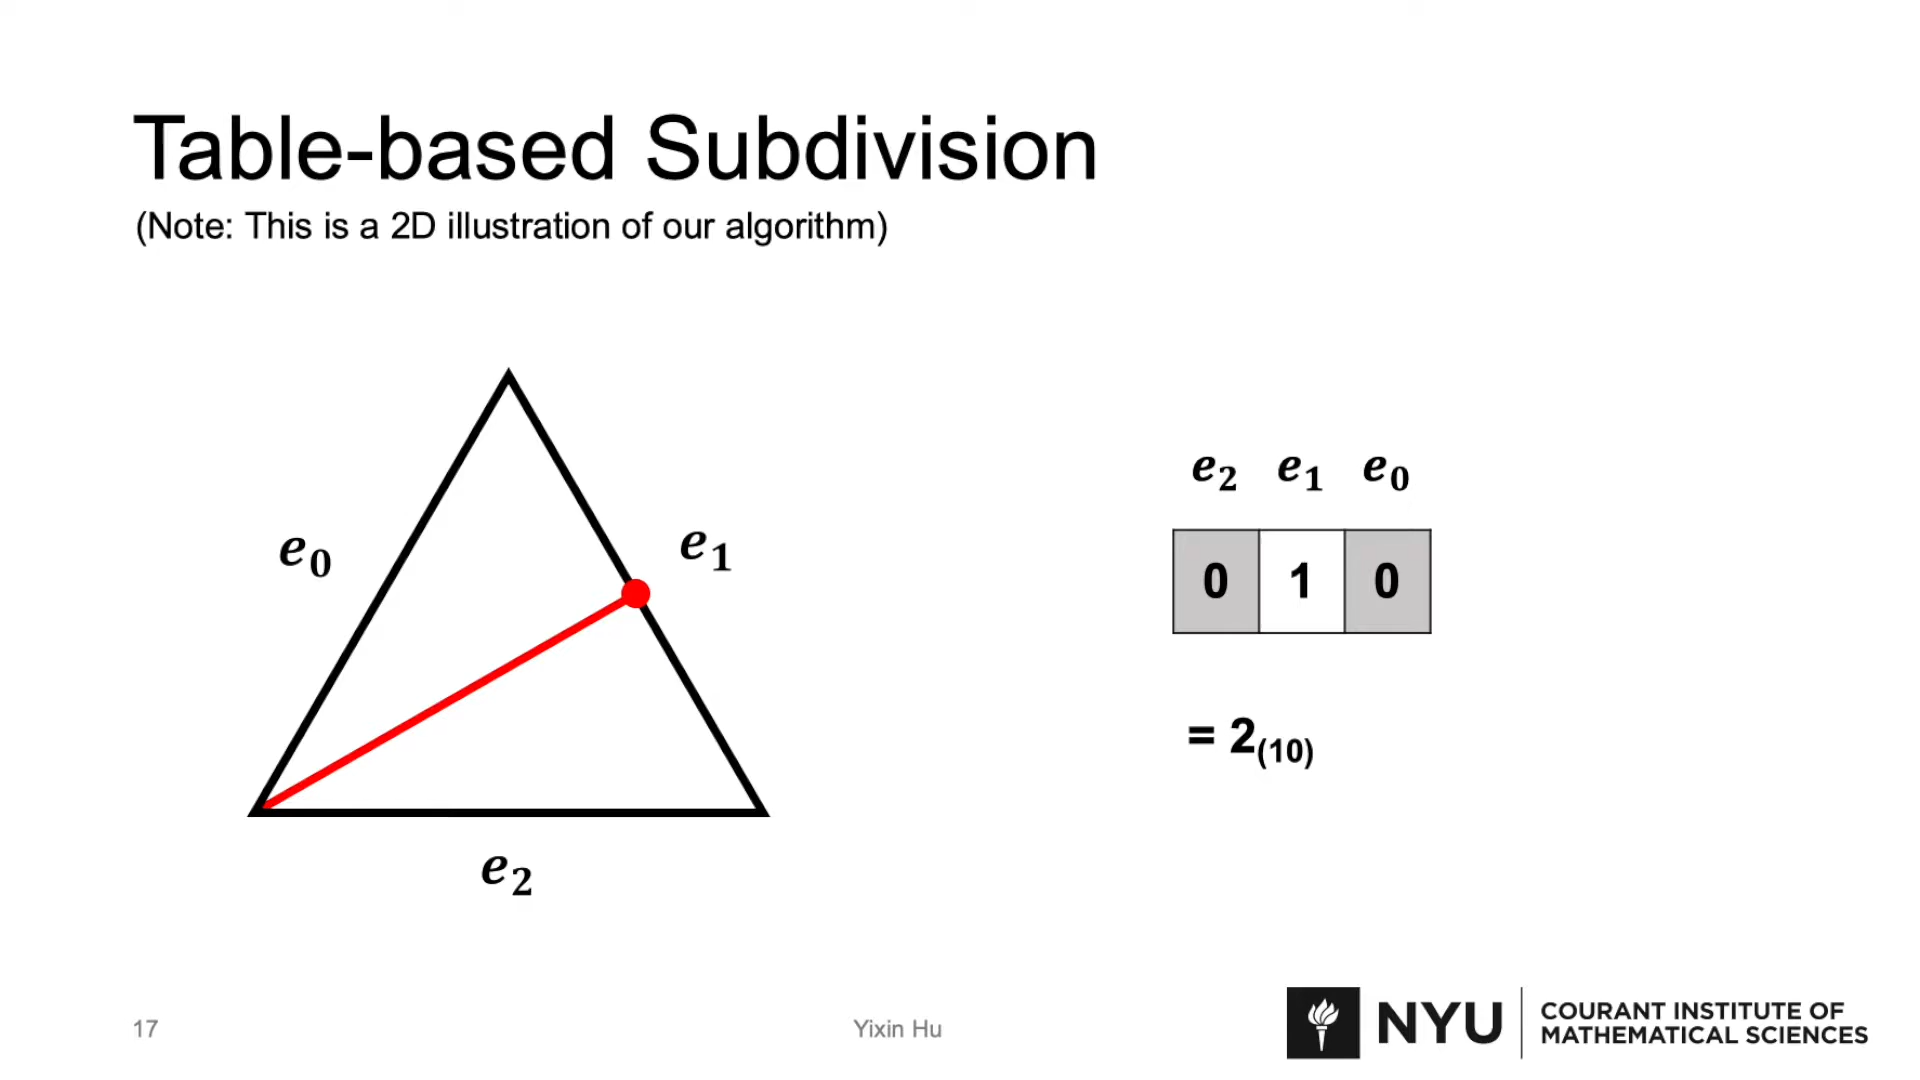 Table-based Subdivision
(Note: This is a 2D illustration of our algorithm)
e0
e1
e2
e2 e1 e0
0 1 0
= 2(10)
17
Yixin Hu
NYU
COURANT INSTITUTE OF
MATHEMATICAL SCIENCES